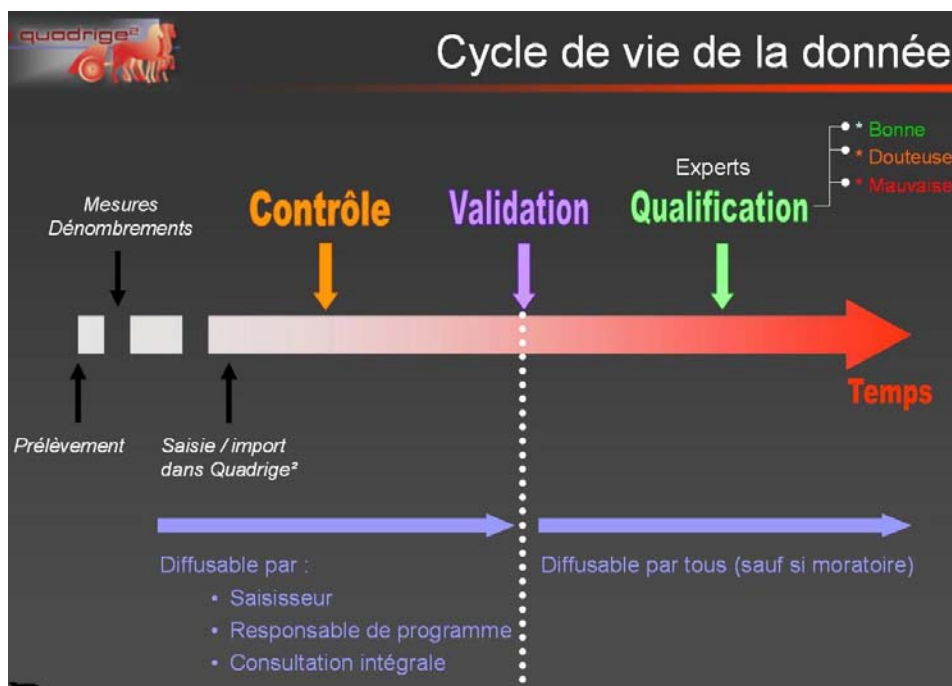 quadrige²
Cycle de vie de la donnée
* Bonne
* Douteuse
* Mauvaise
Experts
Mesures
Dénombrements
Contrôle
Validation
Qualification
Temps
Prélèvement
Saisie / import
dans Quadrige²
Diffusable par :
• Saisisseur
• Responsable de programme
• Consultation intégrale
Diffusable par tous (sauf si moratoire)